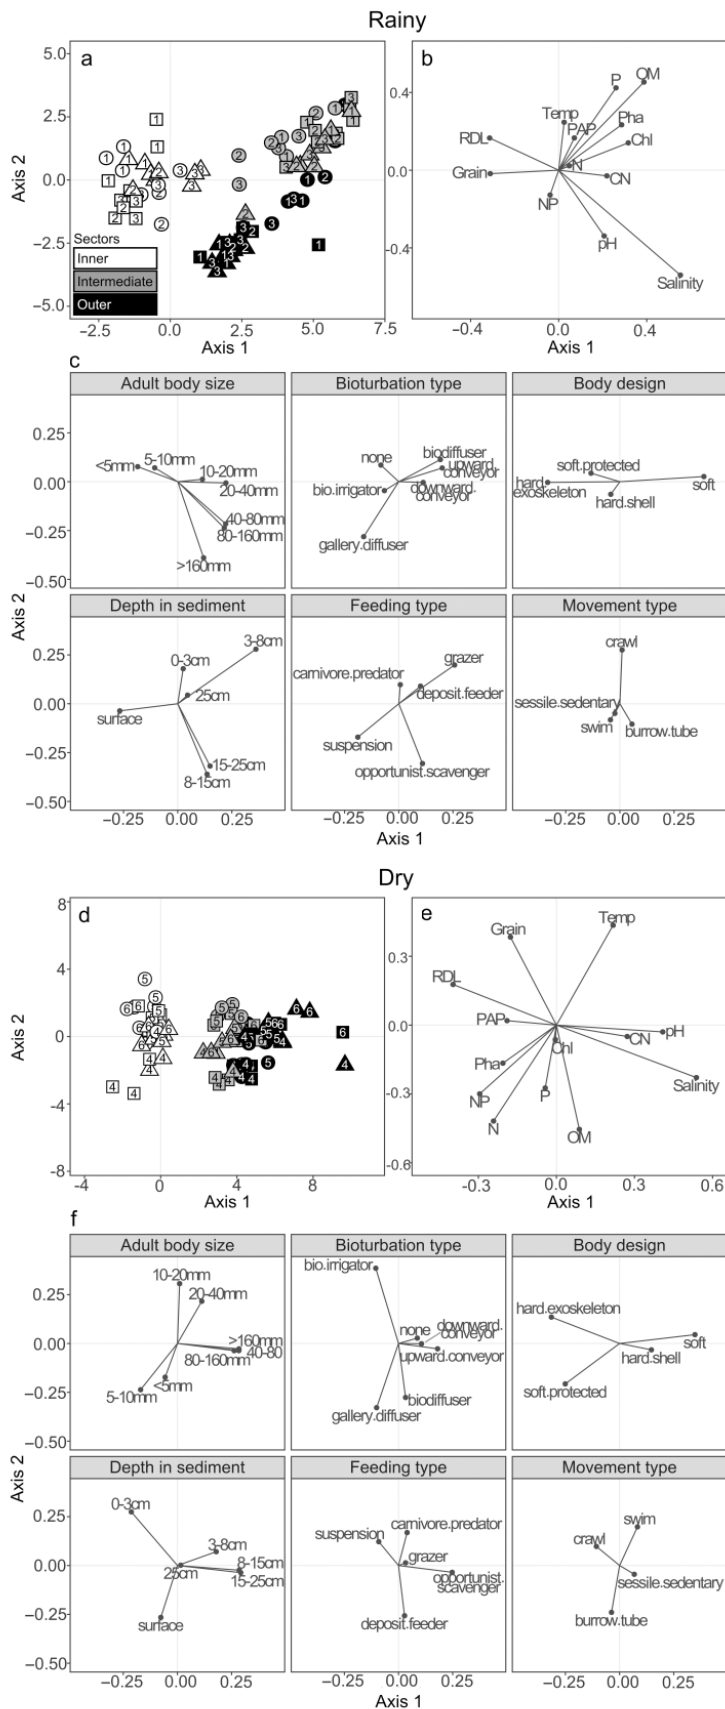 Rainy
a
5.0
2.5
0.0
−2.5
−5.0
Axis 2
Sectors
Inner
Intermediate
Outer
−2.5
0.0
2.5
5.0
7.5
Axis 1
b
0.4
0.0
-0.4
P
OM
Temp
PAP
Pha
RDL
Chl
N
Grain
CN
NP
pH
Salinity
−0.4
0.0
0.4
Axis 1
c
Adult body size
Bioturbation type
Body design
0.25
0.00
−0.25
−0.50
<5mm
5-10mm
10-20mm
20-40mm
40-80mm
80-160mm
>160mm
none
biodiffuser
upward.
conveyor
bio.irrigator
downward.
conveyor
gallery.diffuser
soft.protected
hard.
exoskeleton
soft
hard.shell
Axis 2
Depth in sediment
Feeding type
Movement type
0.25
0.00
−0.25
−0.50
3-8cm
0-3cm
25cm
surface
15-25cm
8-15cm
grazer
carnivore.predator
deposit.feeder
suspension
opportunist.scavenger
crawl
sessile.sedentary
swim
burrow.tube
−0.25
0.00
0.25
−0.25
0.00
0.25
−0.25
0.00
0.25
Axis 1
Dry
d
8
4
0
−4
−8
Axis 2
−4
0
4
8
Axis 1
e
0.3
0.0
-0.3
-0.6
Grain
Temp
RDL
PAP
pH
CN
Chl
Pha
Salinity
NP
P
N
OM
-0.3
0.0
0.3
0.6
Axis 1
f
Adult body size
Bioturbation type
Body design
0.25
0.00
−0.25
−0.50
10-20mm
20-40mm
>160mm
80-160mm
40-80
<5mm
5-10mm
bio.irrigator
none
downward.
conveyor
upward.conveyor
biodiffuser
gallery.diffuser
hard.exoskeleton
soft
hard.shell
soft.protected
Axis 2
Depth in sediment
Feeding type
Movement type
0.25
0.00
−0.25
−0.50
0-3cm
3-8cm
25cm
8-15cm
15-25cm
surface
carnivore.predator
suspension
grazer
opportunist.
scavenger
deposit.feeder
swim
crawl
sessile.sedentary
burrow.tube
−0.25
0.00
0.25
−0.25
0.00
0.25
−0.25
0.00
0.25
Axis 1